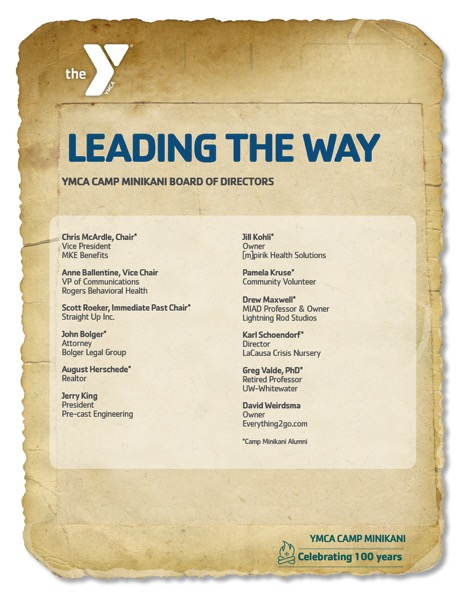 the
YMCA
LEADING THE WAY
YMCA CAMP MINIKANI BOARD OF DIRECTORS
Chris McArdle, Chair*
Vice President
MKE Benefits
Anne Ballentine, Vice Chair
VP of Communications
Rogers Behavioral Health
Scott Roeker, Immediate Past Chair*
Straight Up Inc.
John Bolger*
Attorney
Bolger Legal Group
August Herschede*
Realtor
Jerry King
President
Pre-cast Engineering
Jill Kohli*
Owner
[m]pirik Health Solutions
Pamela Kruse*
Community Volunteer
Drew Maxwell*
MIAD Professor & Owner
Lightning Rod Studios
Karl Schoendorf*
Director
LaCausa Crisis Nursery
Greg Valde, PhD*
Retired Professor
UW-Whitewater
David Weirdsma
Owner
Everything2go.com
*Camp Minikani Alumni
YMCA CAMP MINIKANI
Celebrating 100 years